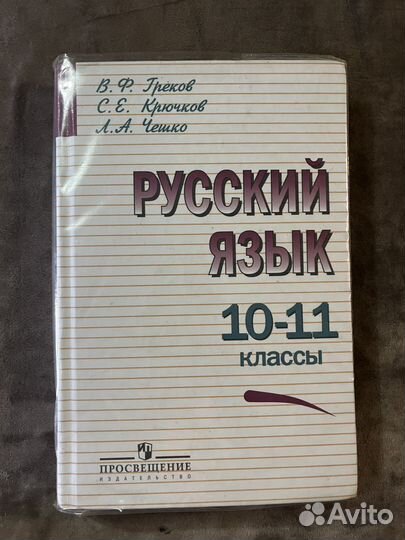 В. Ф. Греков
С. Е. Крючков
Л. А. Чешко
РУССКИЙ
ЯЗЫК
10-11
КЛАССЫ
ПРОСВЕЩЕНИЕ
ИЗДАТЕЛЬСТВО
Avito